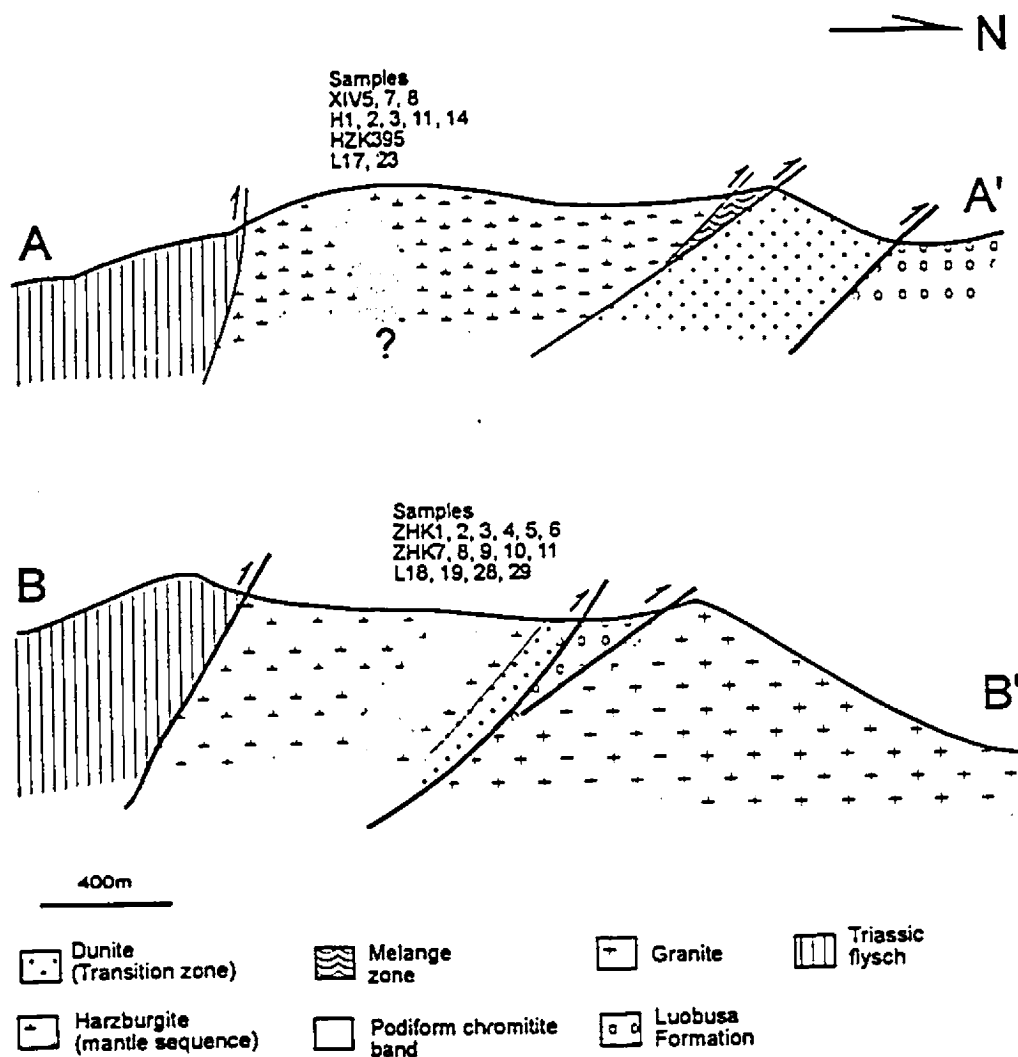 N
Samples
XIV5, 7, 8
H1, 2, 3, 11, 14
HZK395
L17, 23
A
A'
?
Samples
ZHK1, 2, 3, 4, 5, 6
ZHK7, 8, 9, 10, 11
L18, 19, 28, 29
B
B'
400m
Dunite
(Transition zone)
Melange
zone
Granite
Triassic
flysch
Harzburgite
(mantle sequence)
Podiform chromitite
band
Luobusa
Formation